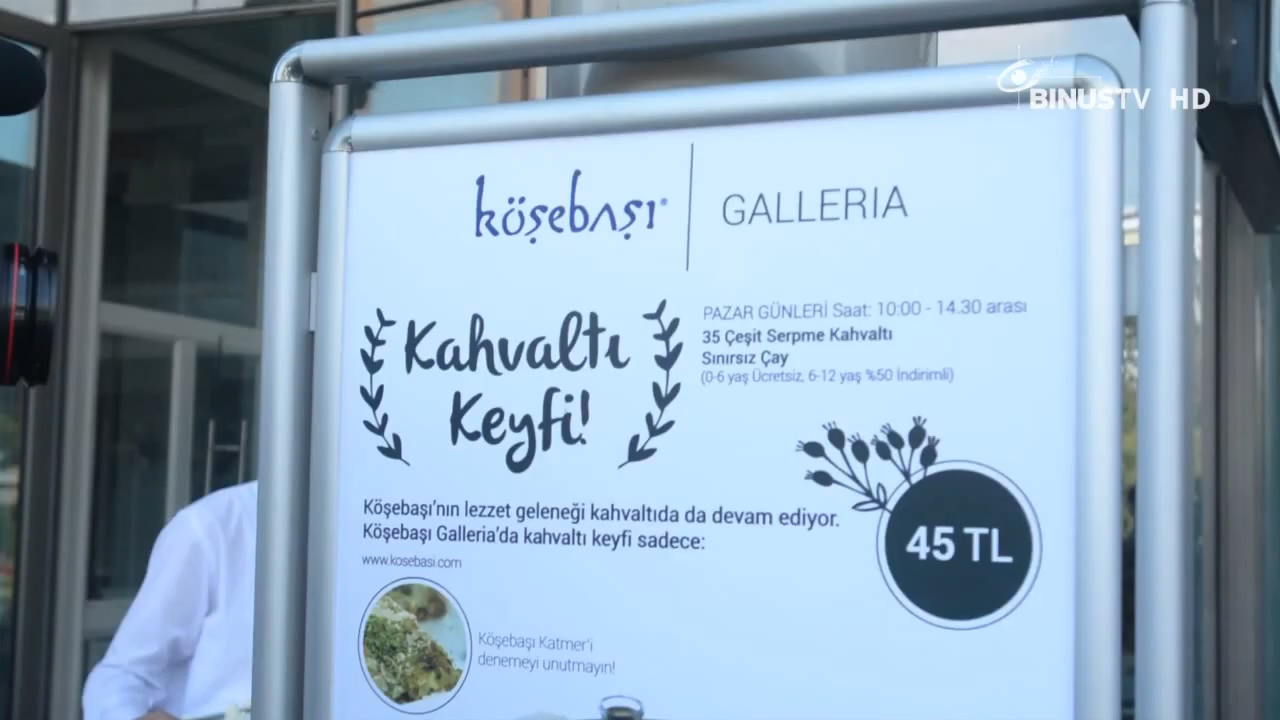 BINUSTV HD
köşebaşı®
GALLERIA
Kahvaltı
Keyfi!
PAZAR GÜNLERİ Saat: 10:00 - 14.30 arası
35 Çeşit Serpme Kahvaltı
Sınırsız Çay
(0-6 yaş Ücretsiz, 6-12 yaş %50 İndirimli)
Köşebaşı’nın lezzet geleneği kahvaltıda da devam ediyor.
Köşebaşı Galleria’da kahvaltı keyfi sadece:
45 TL
www.kosebasi.com
Köşebaşı Katmer’i
denemeyi unutmayın!